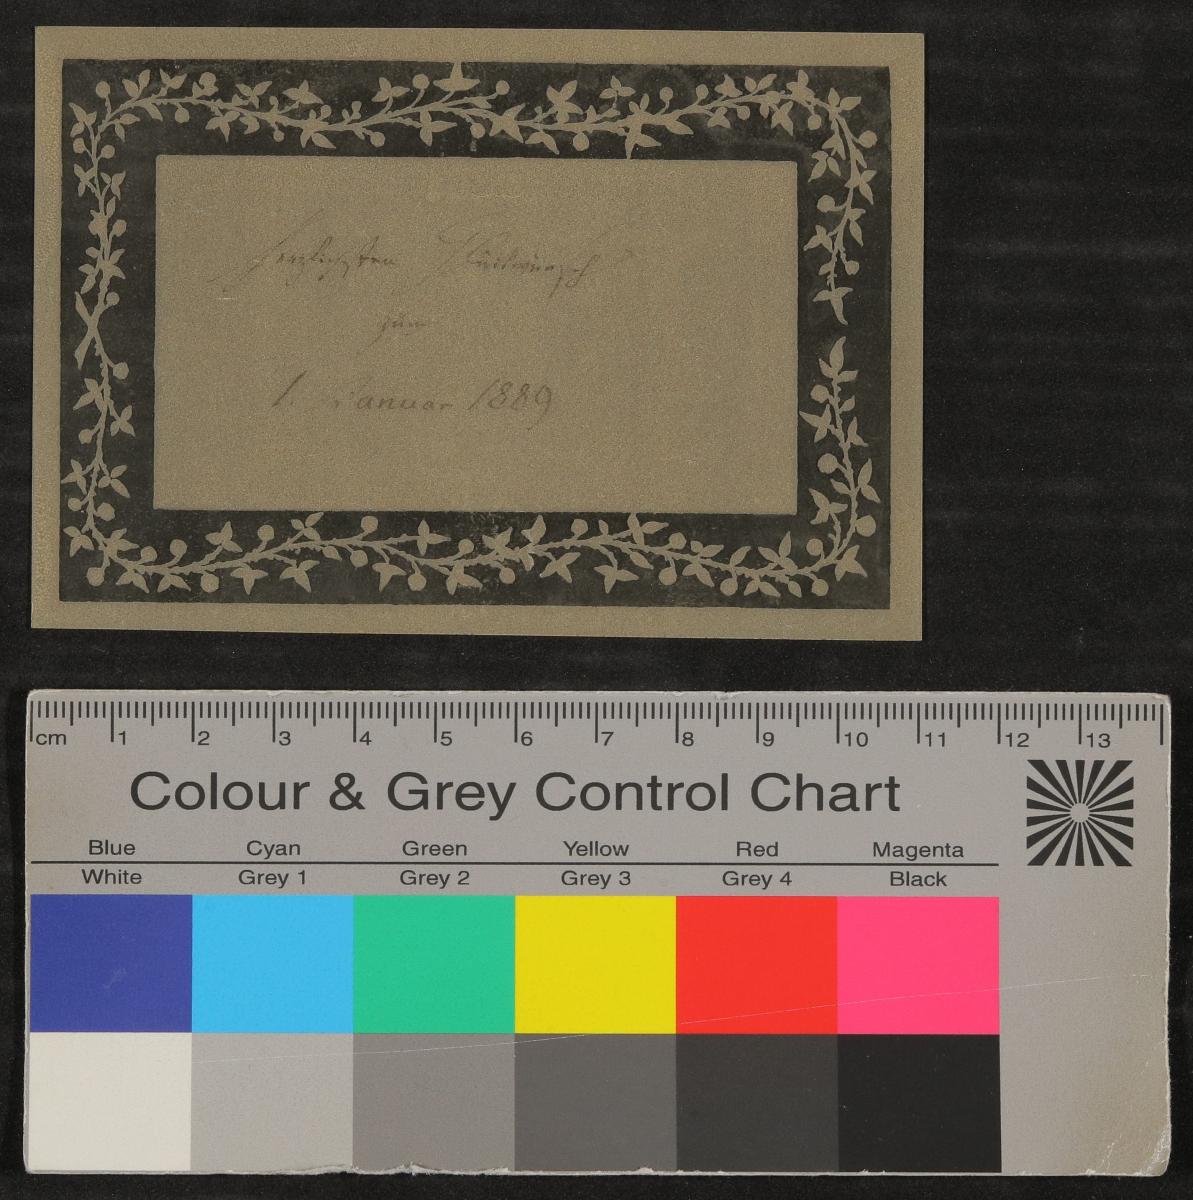 Herzlichsten Glückwunsch
zum
1. Januar 1889
cm 1 2 3 4 5 6 7 8 9 10 11 12 13
Colour & Grey Control Chart
Blue Cyan Green Yellow Red Magenta
White Grey 1 Grey 2 Grey 3 Grey 4 Black